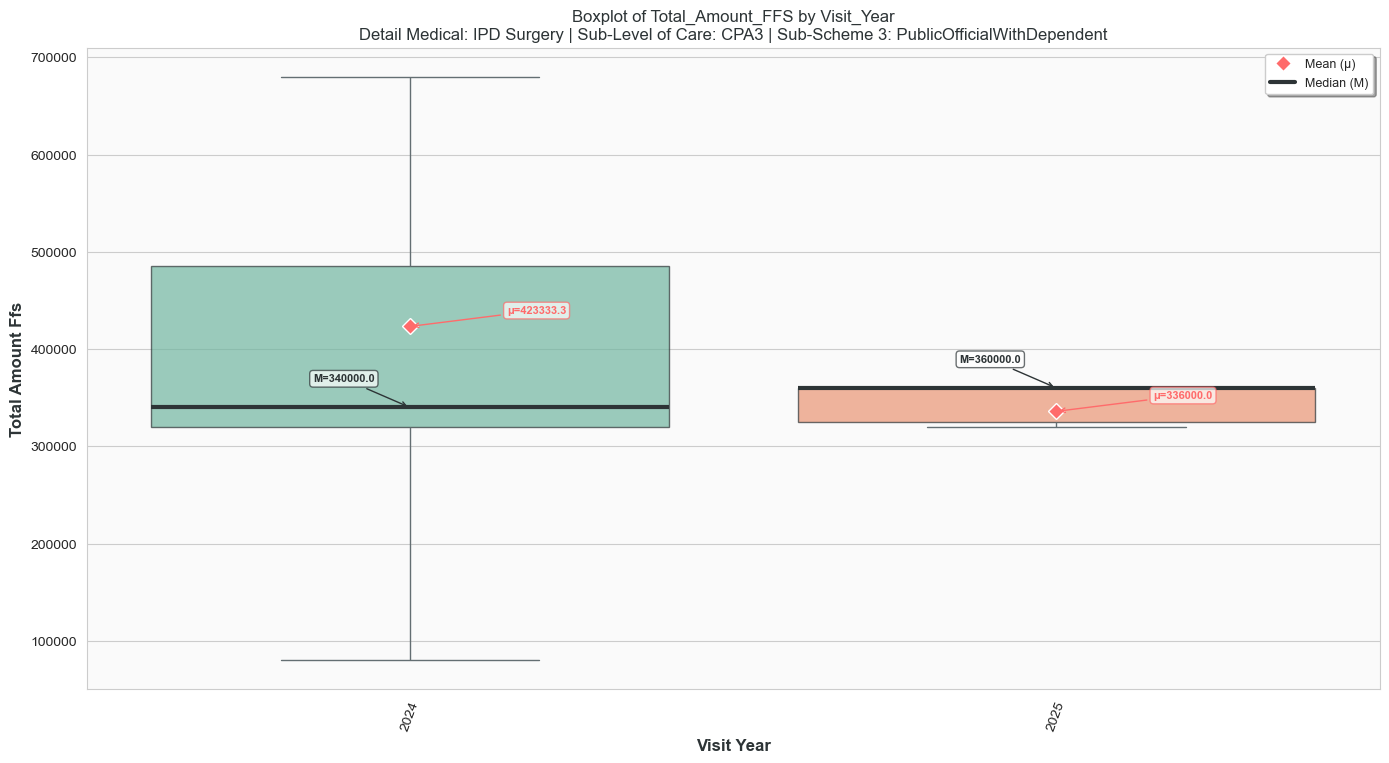 Boxplot of Total_Amount_FFS by Visit_Year
Detail Medical: IPD Surgery | Sub-Level of Care: CPA3 | Sub-Scheme 3: PublicOfficialWithDependent
Mean (μ)
Median (M)
Total Amount Ffs
700000
600000
500000
400000
300000
200000
100000
μ=423333.3
M=340000.0
M=360000.0
μ=336000.0
2024
2025
Visit Year